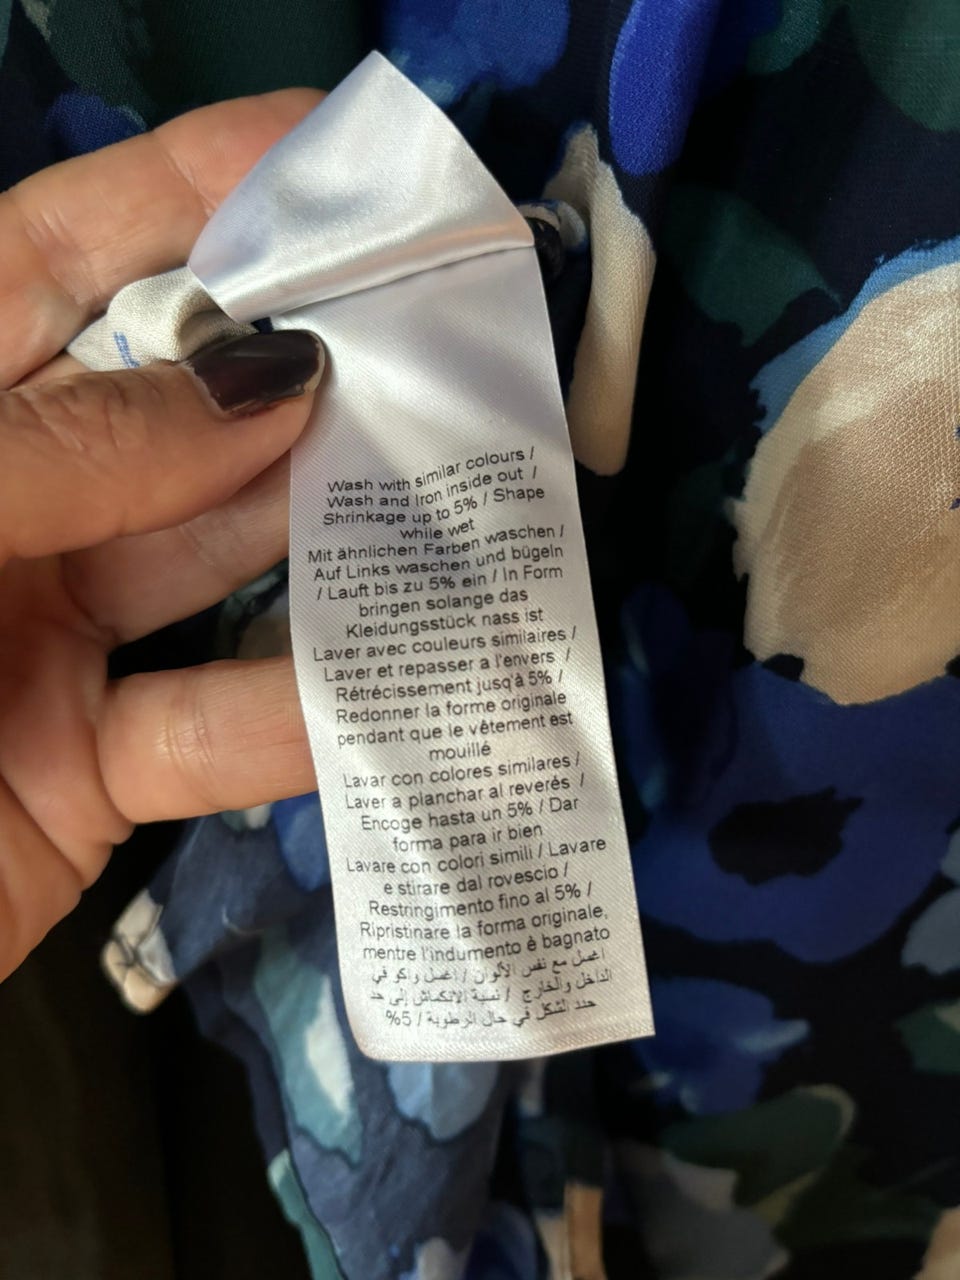 Wash with similar colours /
Wash and Iron inside out /
Shrinkage up to 5% / Shape
while wet
Mit ähnlichen Farben waschen /
Auf Links waschen und bügeln
/ Lauft bis zu 5% ein / In Form
bringen solange das
Kleidungsstück nass ist
Laver avec couleurs similaires /
Laver et repasser a l'envers /
Rétrécissement jusq'à 5% /
Redonner la forme originale
pendant que le vêtement est
mouillé
Lavar con colores similares /
Laver a planchar al reverés /
Encoge hasta un 5% / Dar
forma para ir bien
Lavare con colori simili / Lavare
e stirare dal rovescio /
Restringimento fino al 5% /
Ripristinare la forma originale,
mentre l'indumento è bagnato
اغسل مع نفس الألوان / اغسل واكو في
الداخل والخارج / نسبة الانكماش إلى حد
5% / حدد الشكل في حال الرطوبة